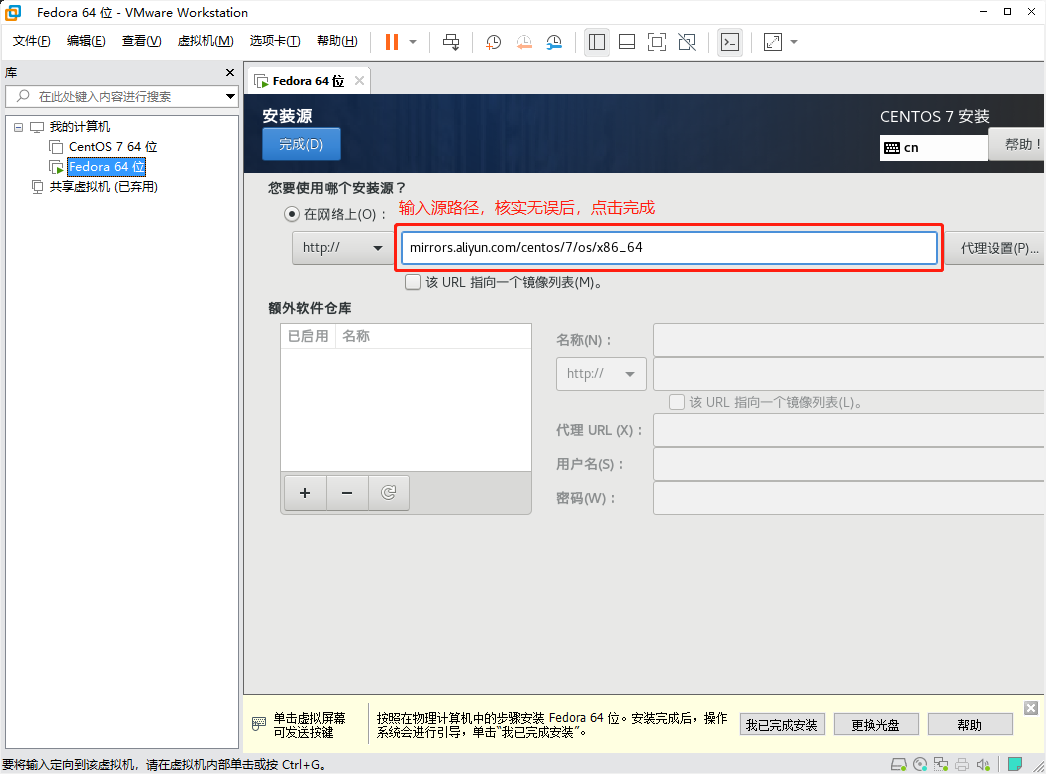 Fedora 64 位 - VMware Workstation
文件(F) 编辑(E) 查看(V) 虚拟机(M) 选项卡(T) 帮助(H)
库
在此处键入内容进行搜索
我的计算机
CentOS 7 64 位
Fedora 64 位
共享虚拟机 (已弃用)
Fedora 64 位
安装源
CENTOS 7 安装
完成(D)
cn
帮助！
您要使用哪个安装源？
在网络上(O)：
输入源路径，核实无误后，点击完成
http://
mirrors.aliyun.com/centos/7/os/x86_64
代理设置(P)...
该 URL 指向一个镜像列表(M)。
额外软件仓库
已启用 名称
名称(N)：
http://
该 URL 指向一个镜像列表(L)。
代理 URL (X)：
用户名(S)：
密码(W)：
单击虚拟屏幕
可发送按键
按照在物理计算机中的步骤安装 Fedora 64 位。安装完成后，操作
系统会进行引导，单击“我已完成安装”。
我已完成安装
更换光盘
帮助
要将输入定向到该虚拟机，请在虚拟机内部单击或按 Ctrl+G。